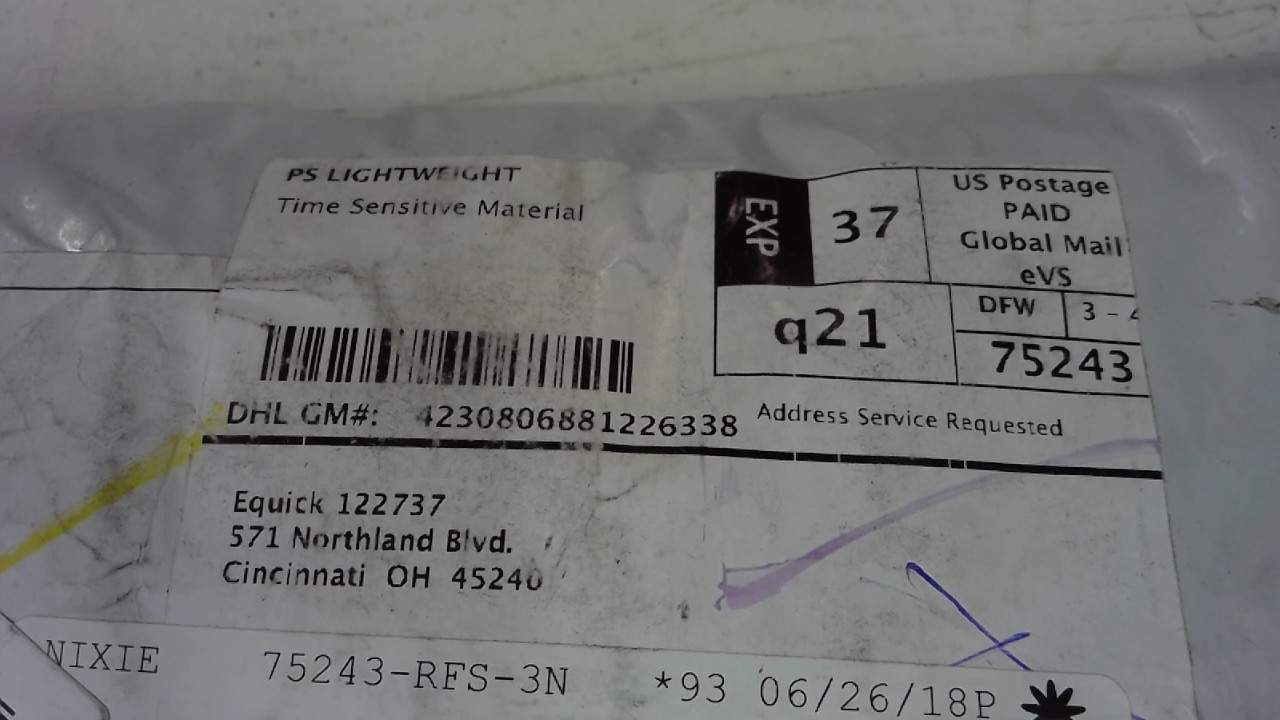 PS LIGHTWEIGHT
Time Sensitive Material
EXP
37
US Postage
PAID
Global Mail
eVS
q21
DFW
3 -
75243
DHL GM#: 4230806881226338
Address Service Requested
Equick 122737
571 Northland Blvd.
Cincinnati OH 45240
NIXIE 75243-RFS-3N *93 06/26/18P